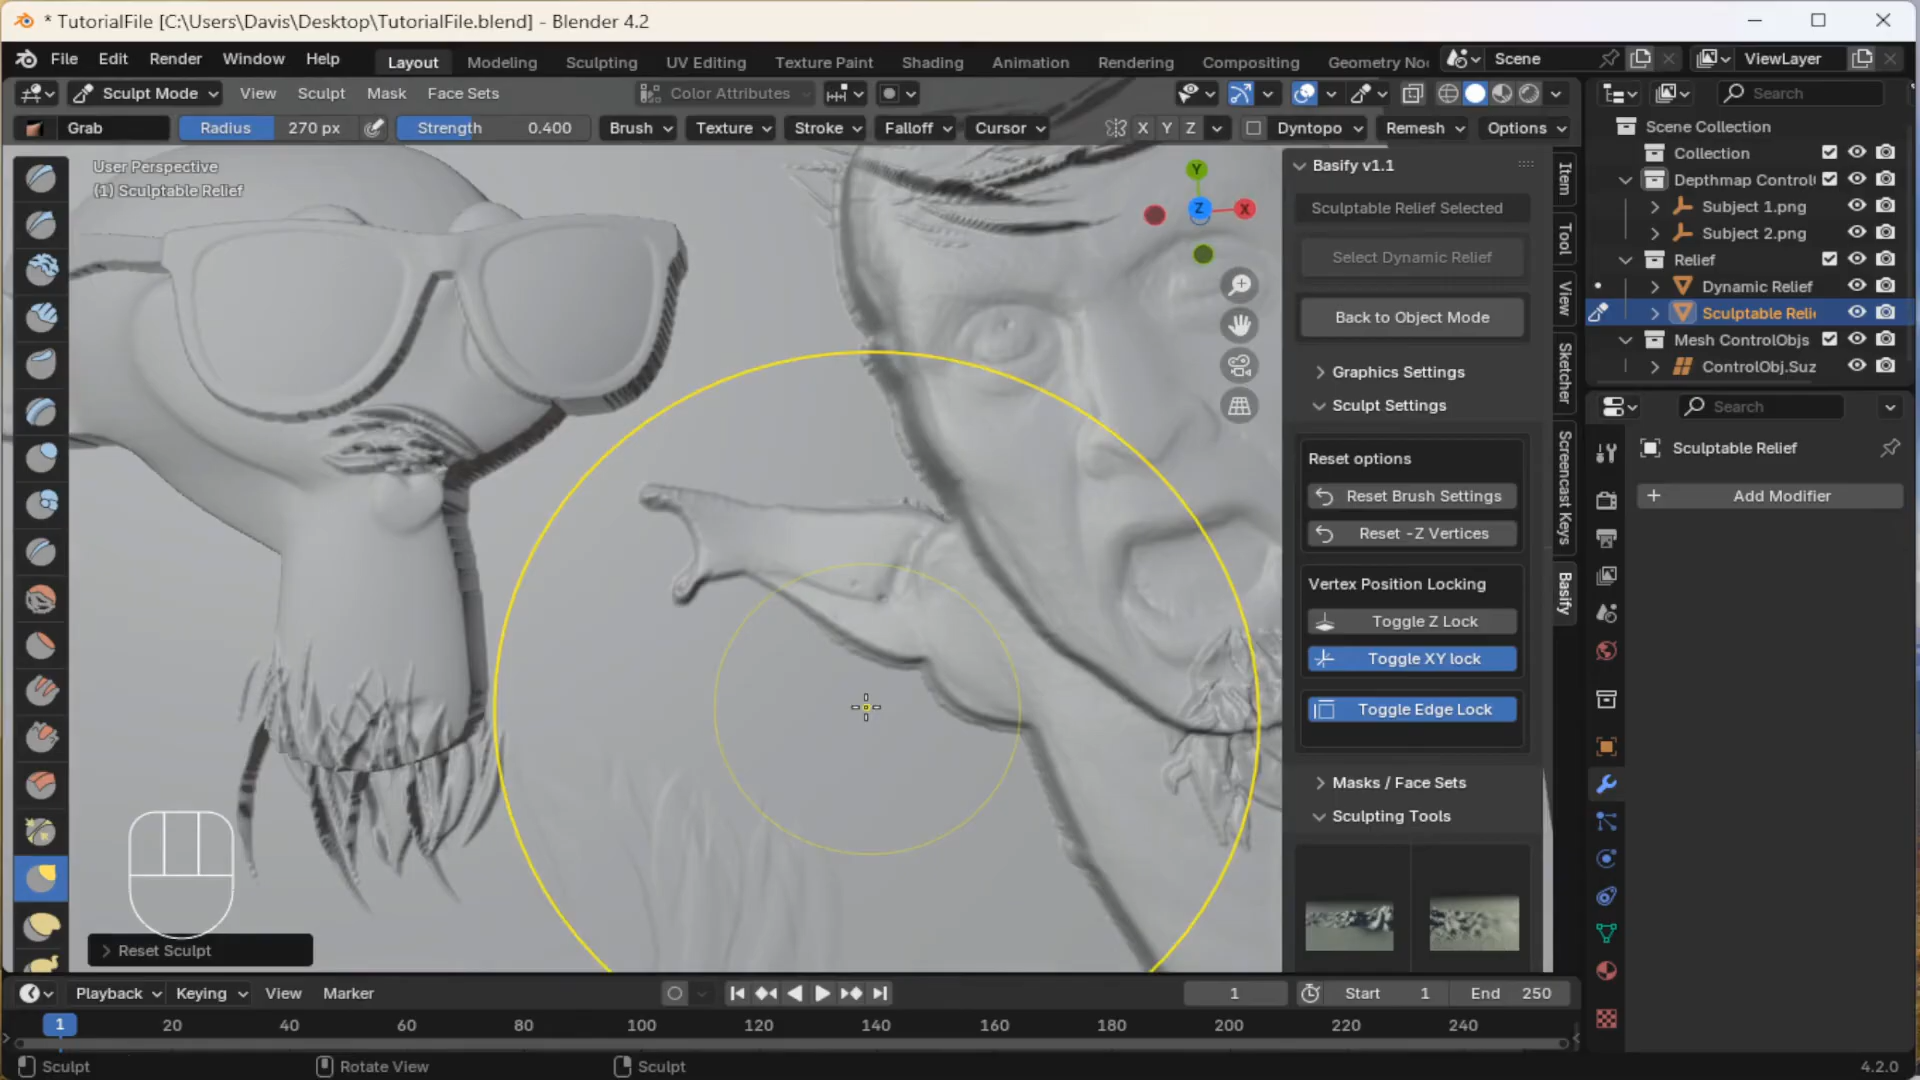 * TutorialFile [C:\Users\Davis\Desktop\TutorialFile.blend] - Blender 4.2
File Edit Render Window Help Layout Modeling Sculpting UV Editing Texture Paint Shading Animation Rendering Compositing Geometry No Scene ViewLayer
Sculpt Mode View Sculpt Mask Face Sets Color Attributes Search
Grab Radius 270 px Strength 0.400 Brush Texture Stroke Falloff Cursor X Y Z Dyntopo Remesh Options
User Perspective
(1) Sculptable Relief
Y
Z
X
Basify v1.1
Sculptable Relief Selected
Select Dynamic Relief
Back to Object Mode
Graphics Settings
Sculpt Settings
Reset options
Reset Brush Settings
Reset -Z Vertices
Vertex Position Locking
Toggle Z Lock
Toggle XY lock
Toggle Edge Lock
Masks / Face Sets
Sculpting Tools
Item
Tool
View
Sketcher
Screencast Keys
Basify
Scene Collection
Collection
Depthmap Control
Subject 1.png
Subject 2.png
Relief
Dynamic Relief
Sculptable Reli
Mesh ControlObjs
ControlObj.Suz
Search
Sculptable Relief
Add Modifier
Reset Sculpt
Playback Keying View Marker 1 Start 1 End 250
1 20 40 60 80 100 120 140 160 180 200 220 240
Sculpt Rotate View Sculpt 4.2.0